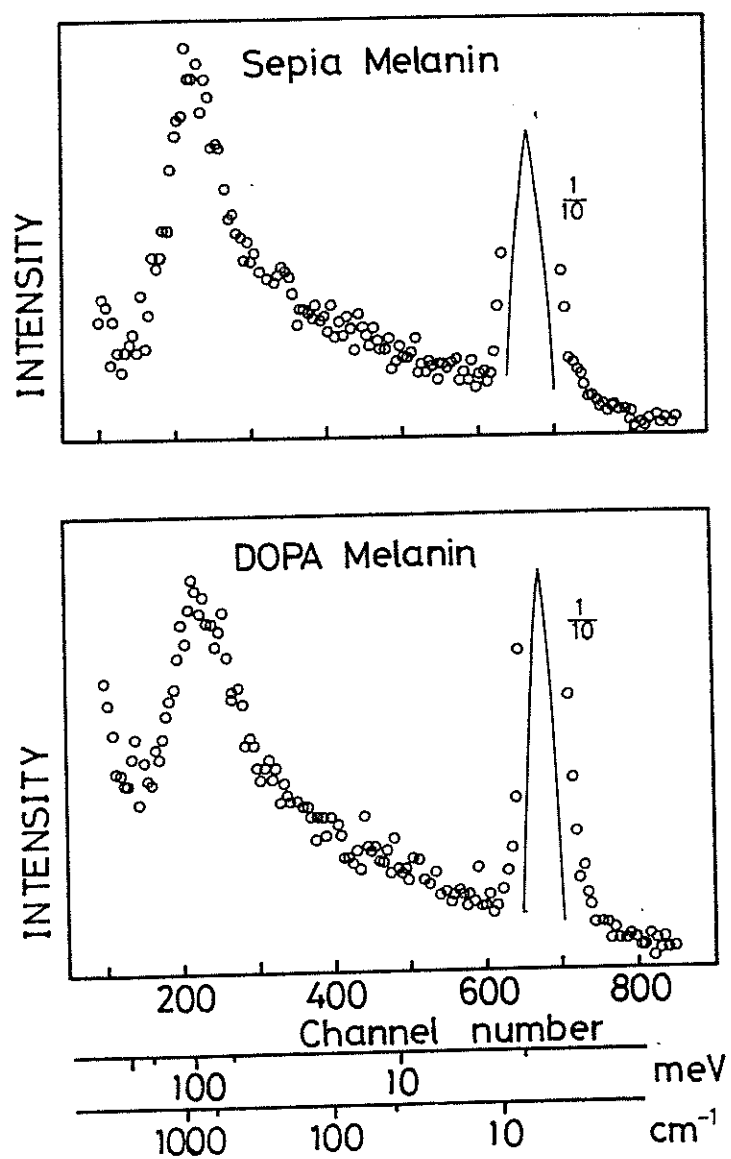 Sepia Melanin
1/10
INTENSITY
DOPA Melanin
1/10
INTENSITY
200 400 600 800
Channel number
100 10 meV
1000 100 10 cm⁻¹